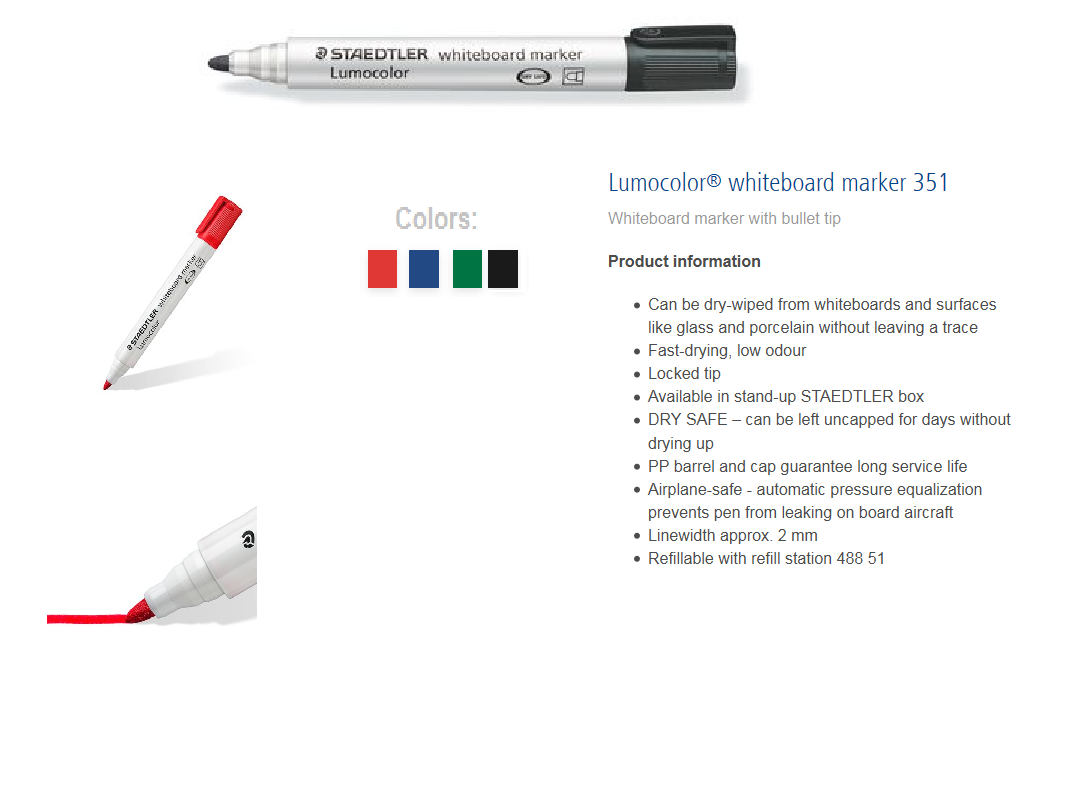 STAEDTLER whiteboard marker
Lumocolor
DRY SAFE
Lumocolor® whiteboard marker 351
Whiteboard marker with bullet tip
Colors:
STAEDTLER whiteboard marker
Lumocolor
Product information
Can be dry-wiped from whiteboards and surfaces
like glass and porcelain without leaving a trace
Fast-drying, low odour
Locked tip
Available in stand-up STAEDTLER box
DRY SAFE – can be left uncapped for days without
drying up
PP barrel and cap guarantee long service life
Airplane-safe - automatic pressure equalization
prevents pen from leaking on board aircraft
Linewidth approx. 2 mm
Refillable with refill station 488 51